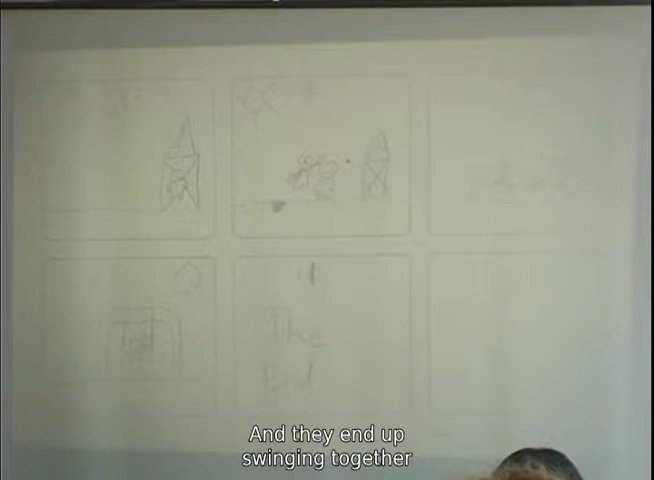 The
End
And they end up
swinging together